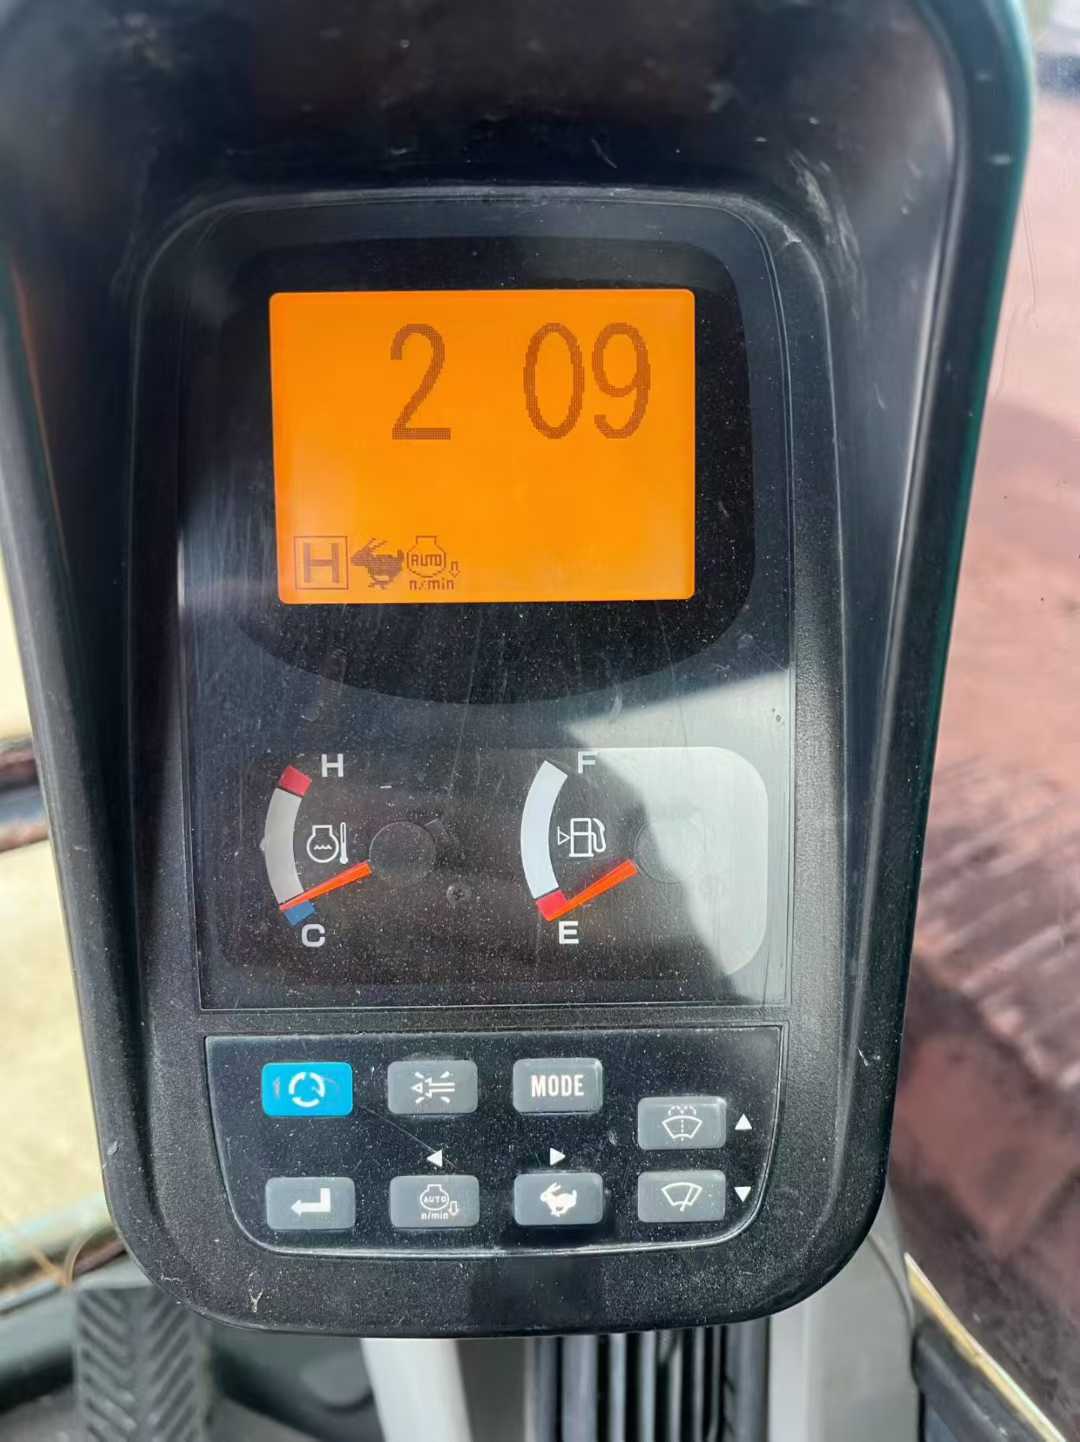 2 09
H AUTO
n/min
H F
C E
MODE
AUTO
n/min